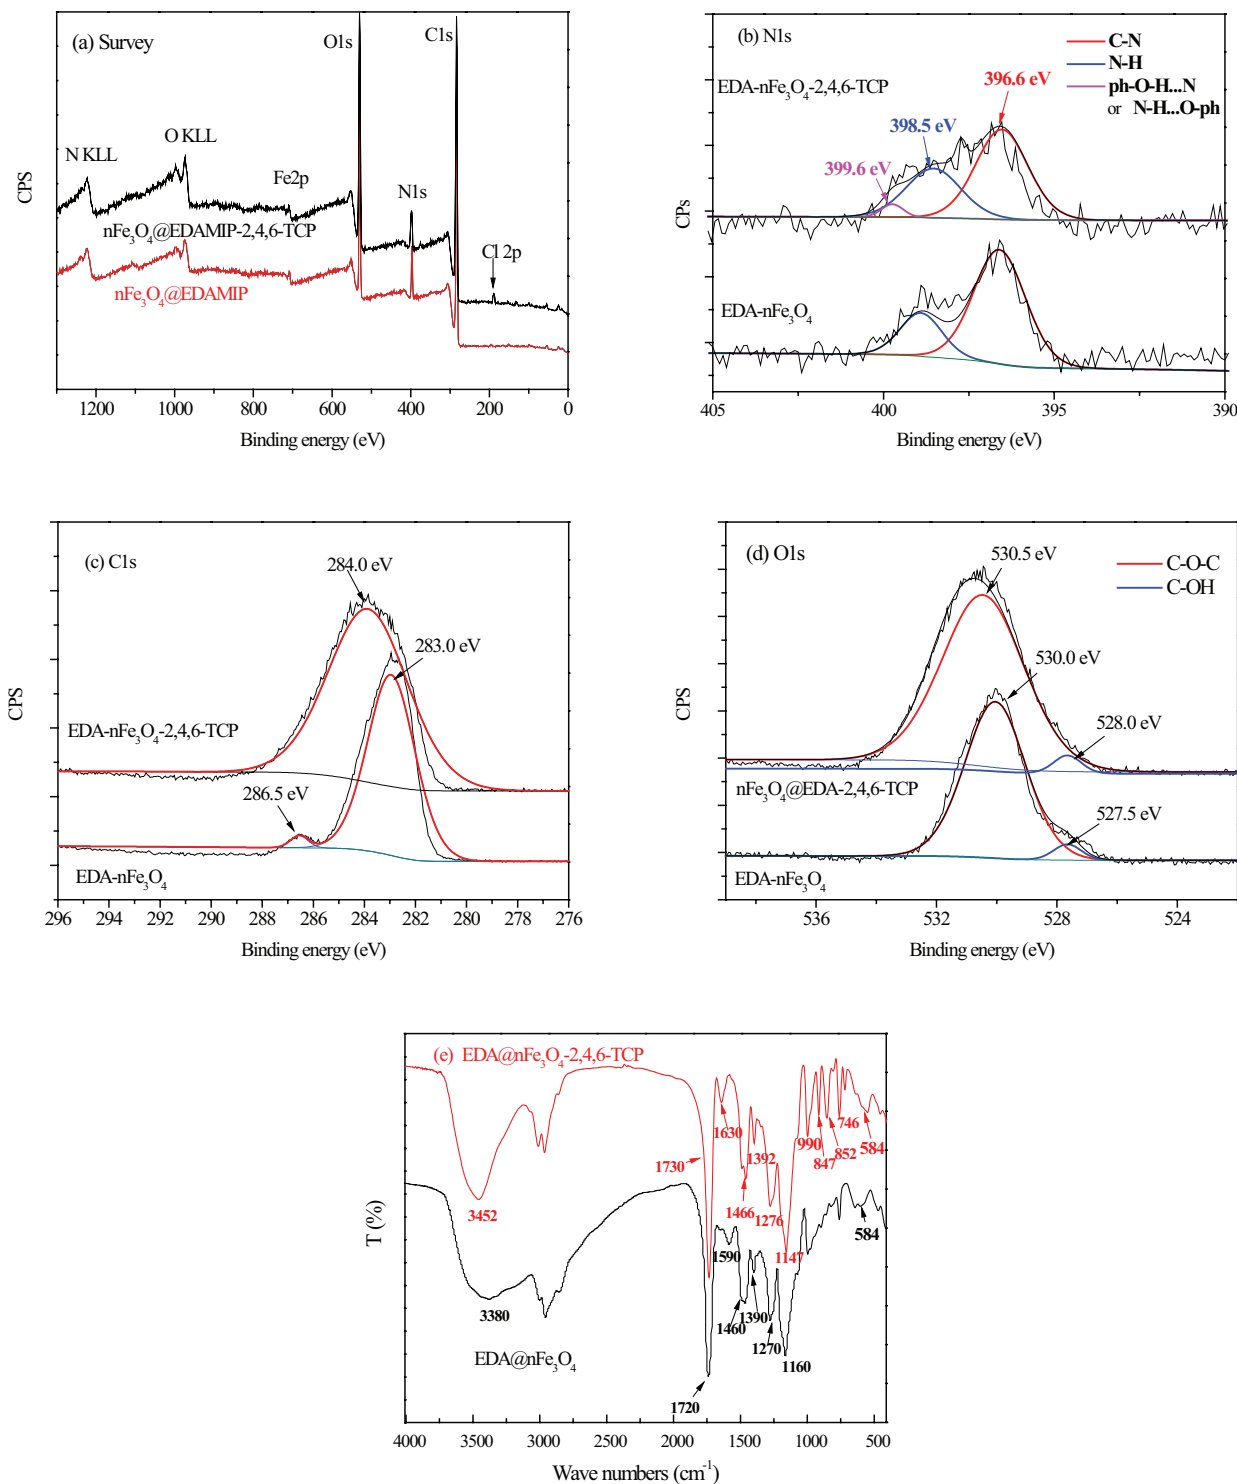 (a) Survey
O1s
C1s
O KLL
N KLL
Fe2p
N1s
nFe₃O₄@EDAMIP-2,4,6-TCP
Cl 2p
nFe₃O₄@EDAMIP
CPS
1200 1000 800 600 400 200 0
Binding energy (eV)
(b) N1s
C-N
N-H
ph-O-H...N
or N-H...O-ph
EDA-nFe₃O₄-2,4,6-TCP
396.6 eV
398.5 eV
399.6 eV
EDA-nFe₃O₄
CPs
405 400 395 390
Binding energy (eV)
(c) C1s
284.0 eV
283.0 eV
EDA-nFe₃O₄-2,4,6-TCP
286.5 eV
EDA-nFe₃O₄
CPS
296 294 292 290 288 286 284 282 280 278 276
Binding energy (eV)
(d) O1s
530.5 eV
C-O-C
C-OH
530.0 eV
528.0 eV
nFe₃O₄@EDA-2,4,6-TCP
527.5 eV
EDA-nFe₃O₄
CPS
536 532 528 524
Binding energy (eV)
(e) EDA@nFe₃O₄-2,4,6-TCP
1630
1730
1392
990
847
852
746
584
3452
1466
1276
1147
1590
584
3380
1460
1390
1270
1160
EDA@nFe₃O₄
1720
T (%)
4000 3500 3000 2500 2000 1500 1000 500
Wave numbers (cm⁻¹)